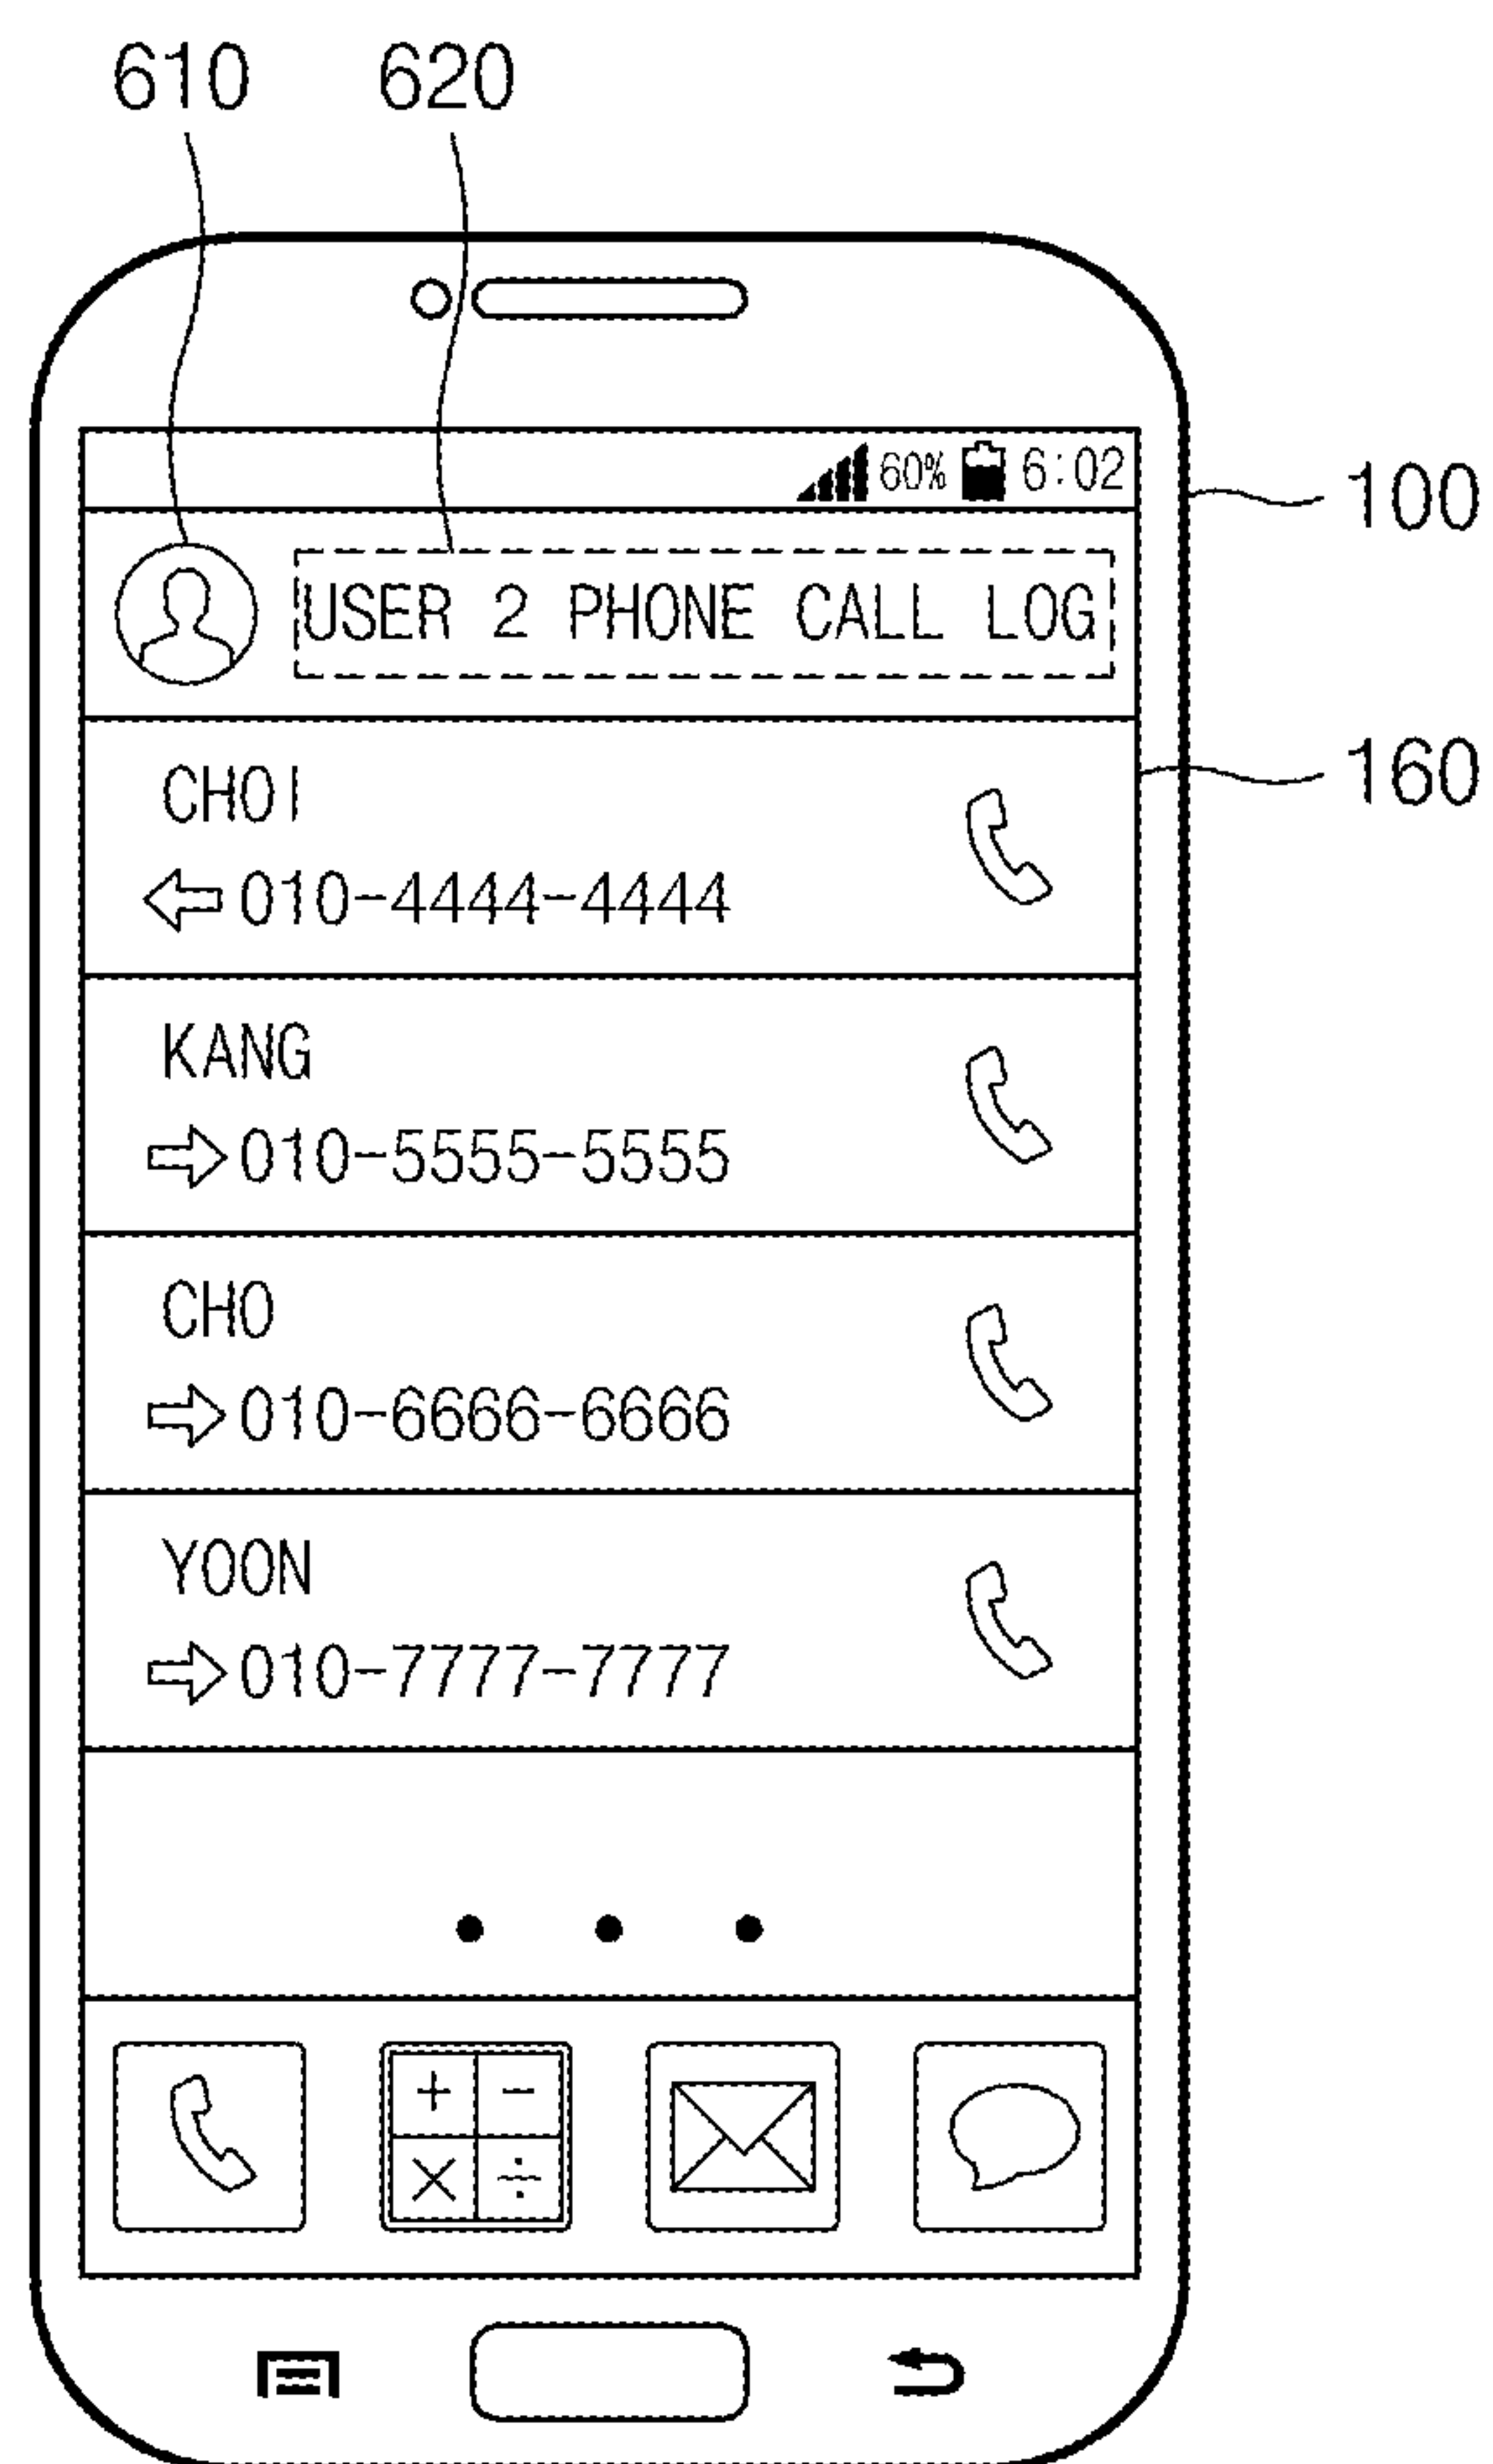 610 620
60% 6:02
100
USER 2 PHONE CALL LOG
160
CHOI
010-4444-4444
KANG
010-5555-5555
CHO
010-6666-6666
YOON
010-7777-7777
+ −
× ÷